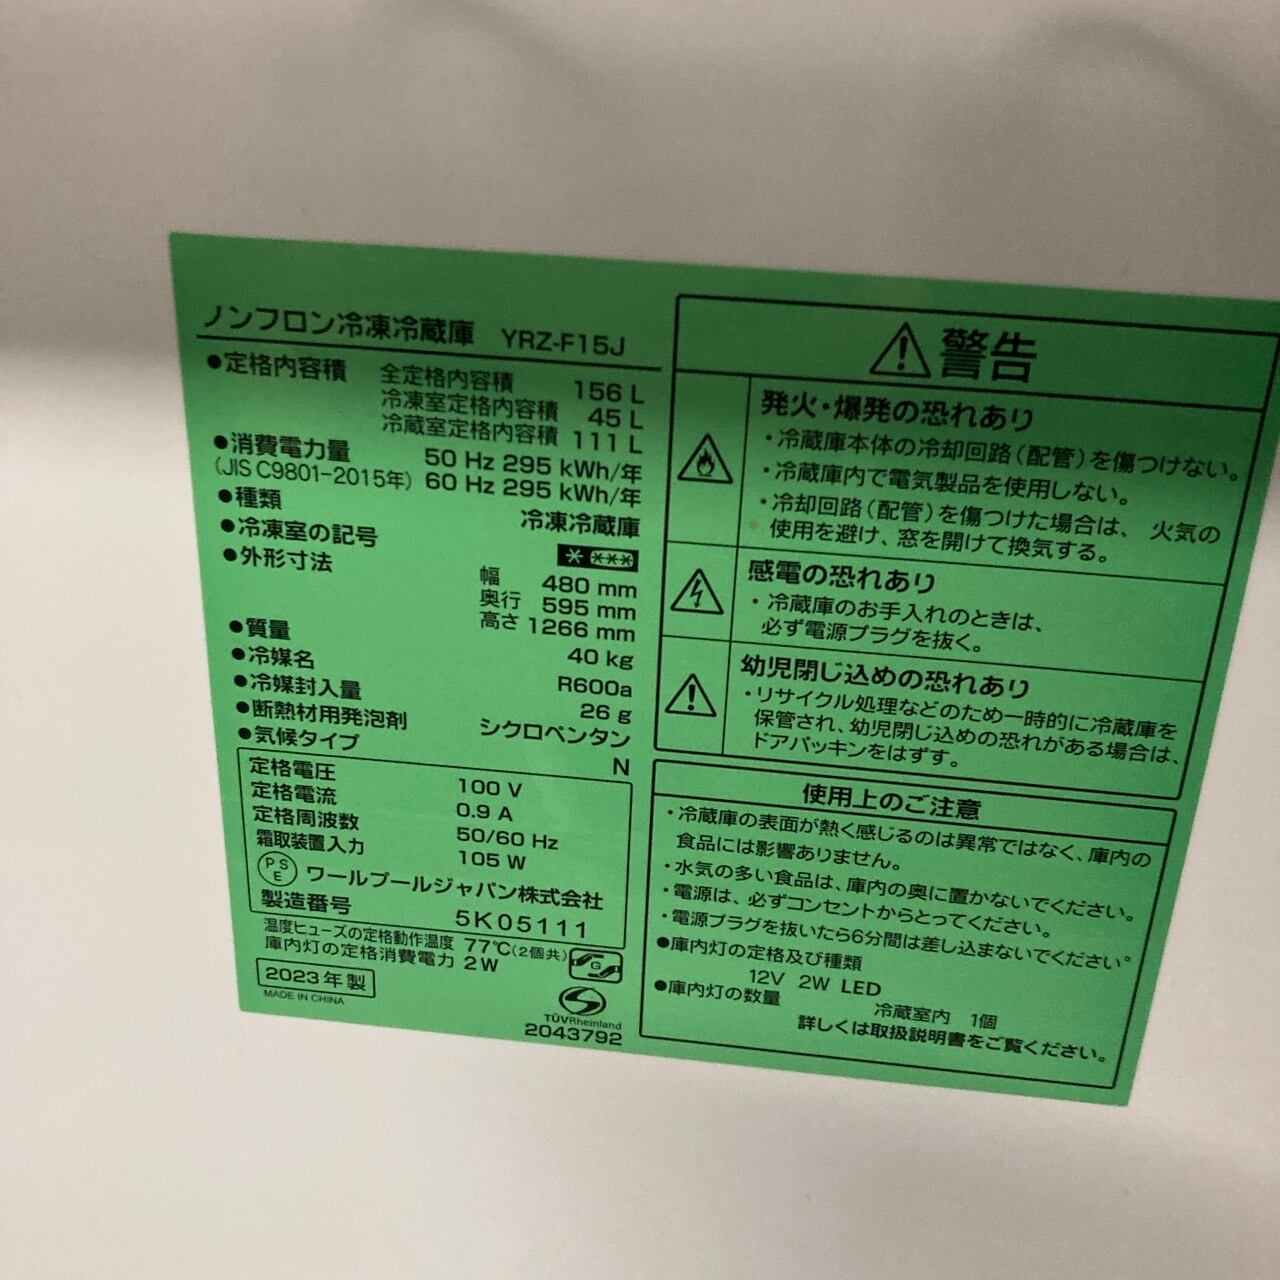 ノンフロン冷凍冷蔵庫 YRZ-F15J
●定格内容積 全定格内容積 156 L
冷凍室定格内容積 45 L
冷蔵室定格内容積 111 L
●消費電力量 50 Hz 295 kWh/年
(JIS C9801-2015年) 60 Hz 295 kWh/年
●種類 冷凍冷蔵庫
●冷凍室の記号 * ***
●外形寸法 幅 480 mm
奥行 595 mm
高さ 1266 mm
●質量 40 kg
●冷媒名 R600a
●冷媒封入量 26 g
●断熱材用発泡剤 シクロペンタン
●気候タイプ N
定格電圧 100 V
定格電流 0.9 A
定格周波数 50/60 Hz
霜取装置入力 105 W
PSE ワールプールジャパン株式会社
製造番号 5K05111
温度ヒューズの定格動作温度 77℃(2個共)
庫内灯の定格消費電力 2W
G
2023年製
MADE IN CHINA
TÜVRheinland
2043792
警告
発火・爆発の恐れあり
・冷蔵庫本体の冷却回路(配管)を傷つけない。
・冷蔵庫内で電気製品を使用しない。
・冷却回路(配管)を傷つけた場合は、火気の
使用を避け、窓を開けて換気する。
感電の恐れあり
・冷蔵庫のお手入れのときは、
必ず電源プラグを抜く。
幼児閉じ込めの恐れあり
・リサイクル処理などのため一時的に冷蔵庫を
保管され、幼児閉じ込めの恐れがある場合は、
ドアパッキンをはずす。
使用上のご注意
・冷蔵庫の表面が熱く感じるのは異常ではなく、庫内の
食品には影響ありません。
・水気の多い食品は、庫内の奥に置かないでください。
・電源は、必ずコンセントからとってください。
・電源プラグを抜いたら6分間は差し込まないでください。
●庫内灯の定格及び種類
12V 2W LED
●庫内灯の数量
冷蔵室内 1個
詳しくは取扱説明書をご覧ください。